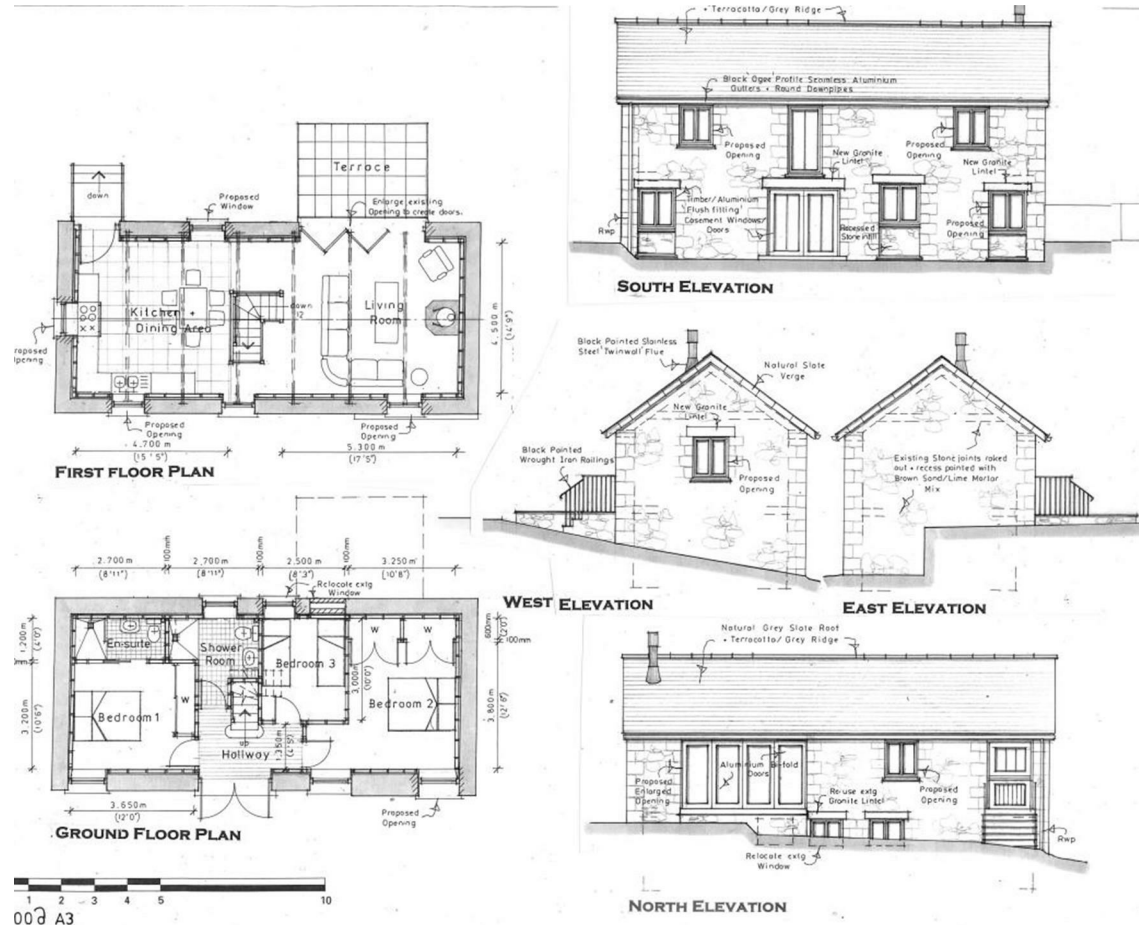 Terrace
down
Proposed
Window
Enlarge existing
Opening to create doors.
Kitchen
Dining Area
down
12
Living
Room
4.500 m
(14'9")
Proposed
Opening
Proposed
Opening
Proposed
Opening
4.700 m
(15'5")
5.300 m
(17'5")
FIRST FLOOR PLAN
2.700 m
(8'11")
100mm
2.700 m
(8'11")
100mm
2.500 m
(8'3")
100mm
3.250 m
(10'8")
Relocate extg
Window
1.200 m
(4'0")
3.200 m
(10'6")
En-suite
Shower
Room
Bedroom 3
W
W
W
3.000 m
(10'0")
Bedroom 1
Bedroom 2
up
Hallway
1.350 m
(4'5")
600mm
(2'0")
100mm
3.800 m
(12'6")
3.650 m
(12'0")
Proposed
Opening
GROUND FLOOR PLAN
1 2 3 4 5 10
A3
+ Terracotta/Grey Ridge
Black 'Ogee' Profile Seamless Aluminium
Gutters + Round Downpipes
Proposed
Opening
New Granite
Lintel
Proposed
Opening
New Granite
Lintel
Timber/Aluminium
'Flush fitting'
Casement Windows/
Doors
Recessed
Stone infill
Proposed
Opening
Rwp
SOUTH ELEVATION
Black Painted Stainless
Steel 'Twinwall' Flue
Natural Slate
Verge
New Granite
Lintel
Black Painted
Wrought Iron Railings
Proposed
Opening
Existing Stone joints raked
out + recess pointed with
Brown Sand/Lime Mortar
Mix
WEST ELEVATION
EAST ELEVATION
Natural Grey Slate Roof
+ Terracotta/Grey Ridge
Aluminium Bi-fold
Doors
Proposed
Enlarged
Opening
Re-use extg
Granite Lintel
Proposed
Opening
Rwp
Relocate extg
Window
NORTH ELEVATION